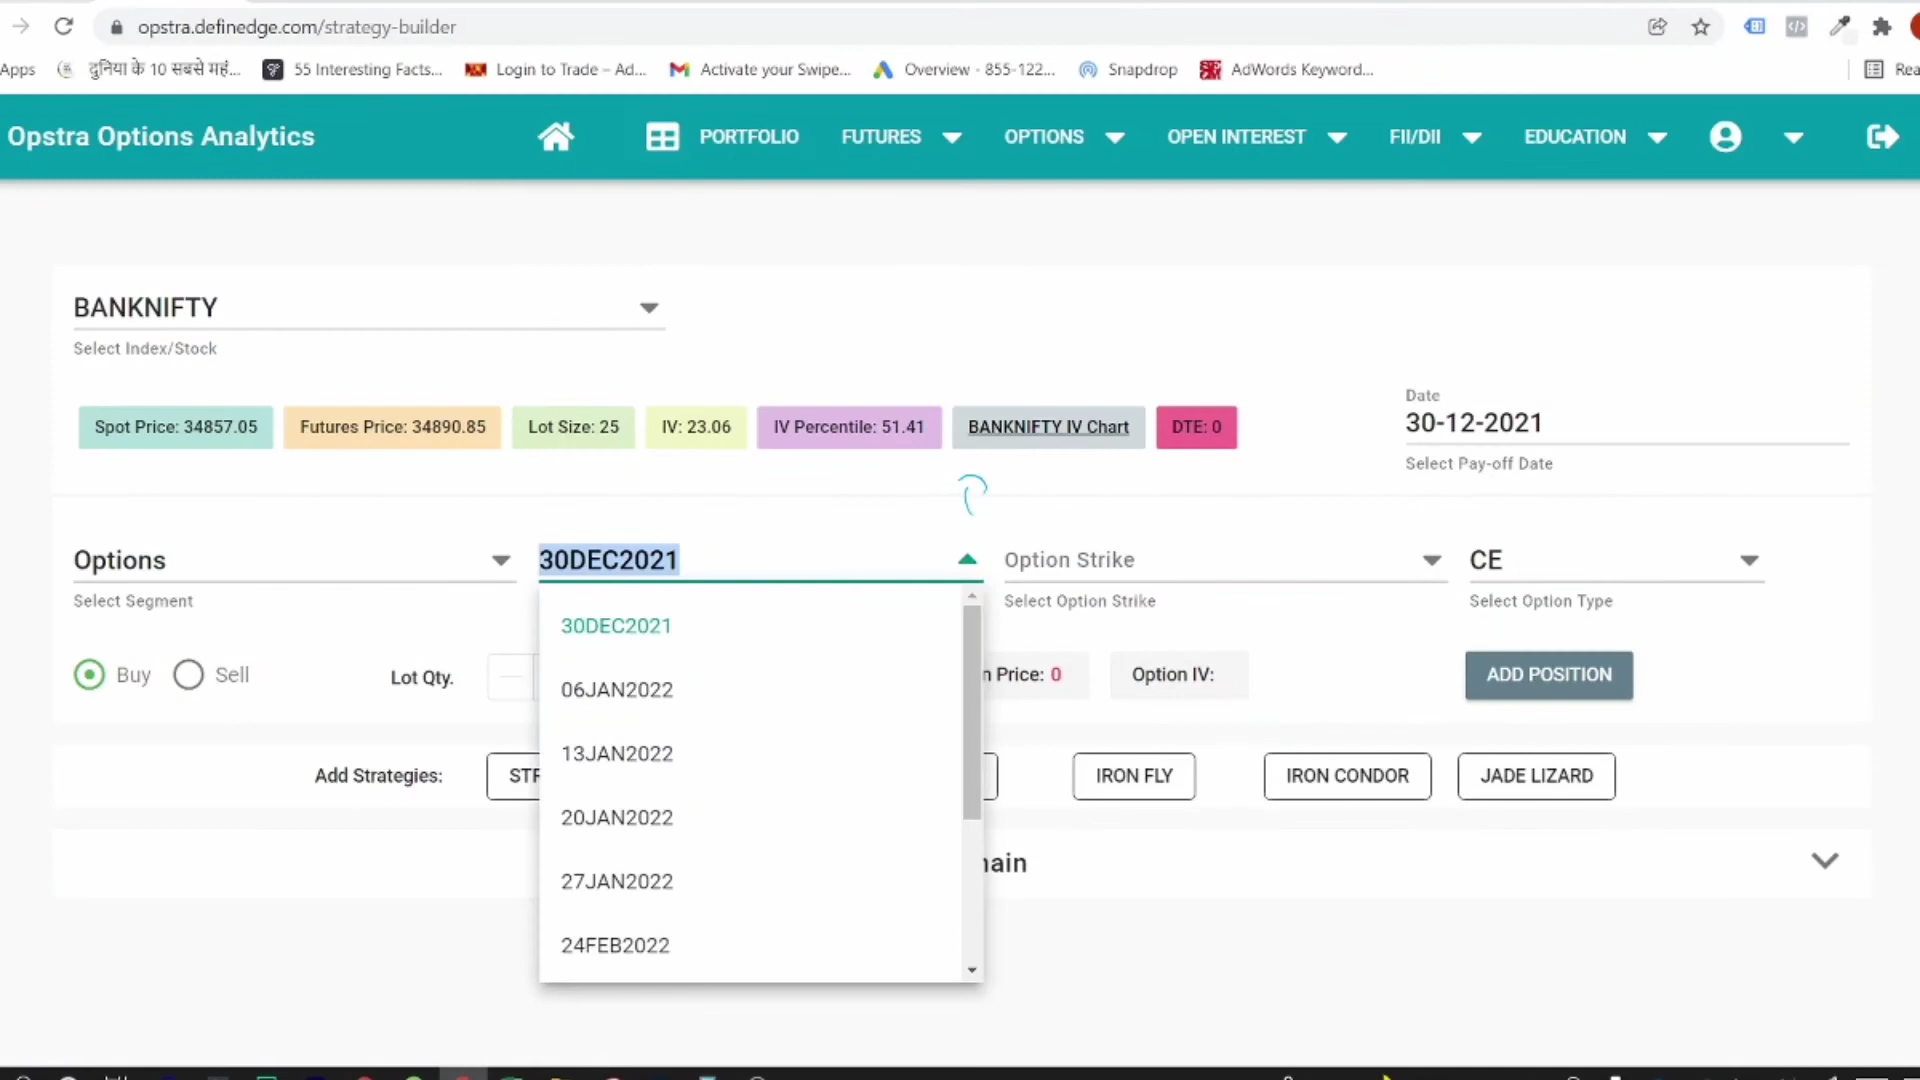 opstra.definedge.com/strategy-builder
Apps दुनिया के 10 सबसे महं... 55 Interesting Facts... Login to Trade – Ad... Activate your Swipe... Overview - 855-122... Snapdrop AdWords Keyword... Rea
Opstra Options Analytics PORTFOLIO FUTURES OPTIONS OPEN INTEREST FII/DII EDUCATION
BANKNIFTY
Select Index/Stock
Date
Spot Price: 34857.05 Futures Price: 34890.85 Lot Size: 25 IV: 23.06 IV Percentile: 51.41 BANKNIFTY IV Chart DTE: 0
30-12-2021
Select Pay-off Date
Options 30DEC2021 Option Strike CE
Select Segment Select Option Strike Select Option Type
30DEC2021
Buy Sell Lot Qty. n Price: 0 Option IV: ADD POSITION
06JAN2022
13JAN2022
Add Strategies: STR IRON FLY IRON CONDOR JADE LIZARD
20JAN2022
hain
27JAN2022
24FEB2022